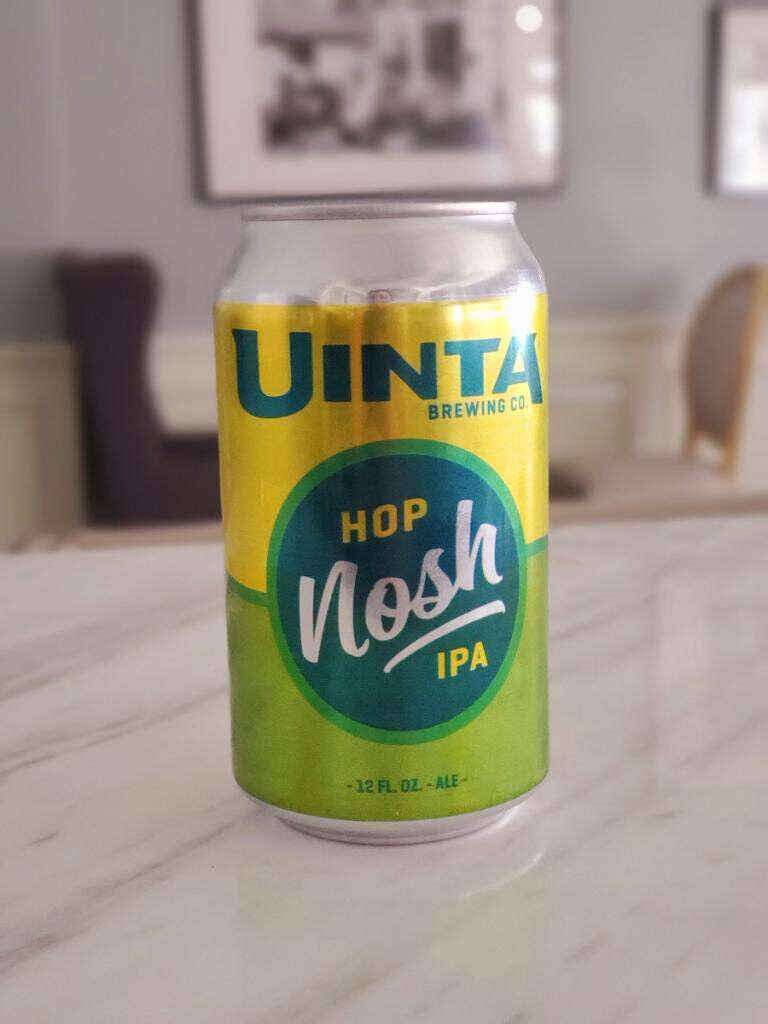 UINTA
BREWING CO.
HOP
Nosh
IPA
- 12 FL. OZ. - ALE -